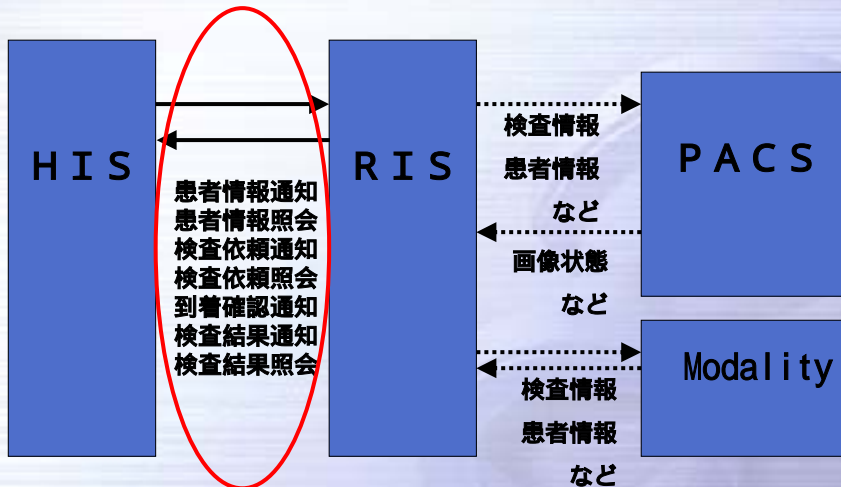 ＨＩＳ
患者情報通知
患者情報照会
検査依頼通知
検査依頼照会
到着確認通知
検査結果通知
検査結果照会
ＲＩＳ
検査情報
患者情報
など
画像状態
など
ＰＡＣＳ
検査情報
患者情報
など
Modality